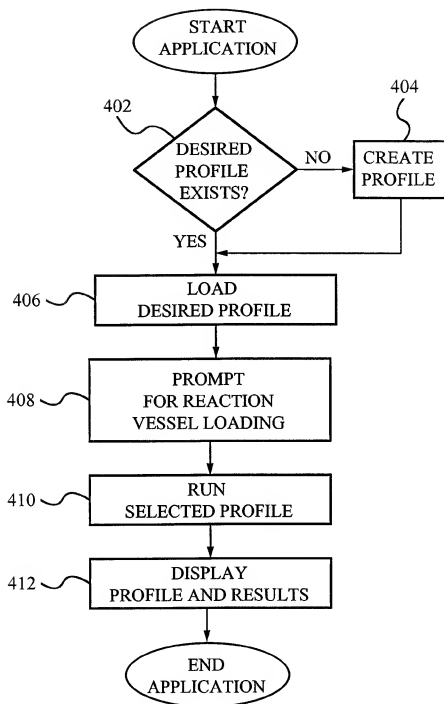 START
APPLICATION
402
404
DESIRED
PROFILE
EXISTS?
NO
CREATE
PROFILE
YES
406
LOAD
DESIRED PROFILE
408
PROMPT
FOR REACTION
VESSEL LOADING
410
RUN
SELECTED PROFILE
412
DISPLAY
PROFILE AND RESULTS
END
APPLICATION